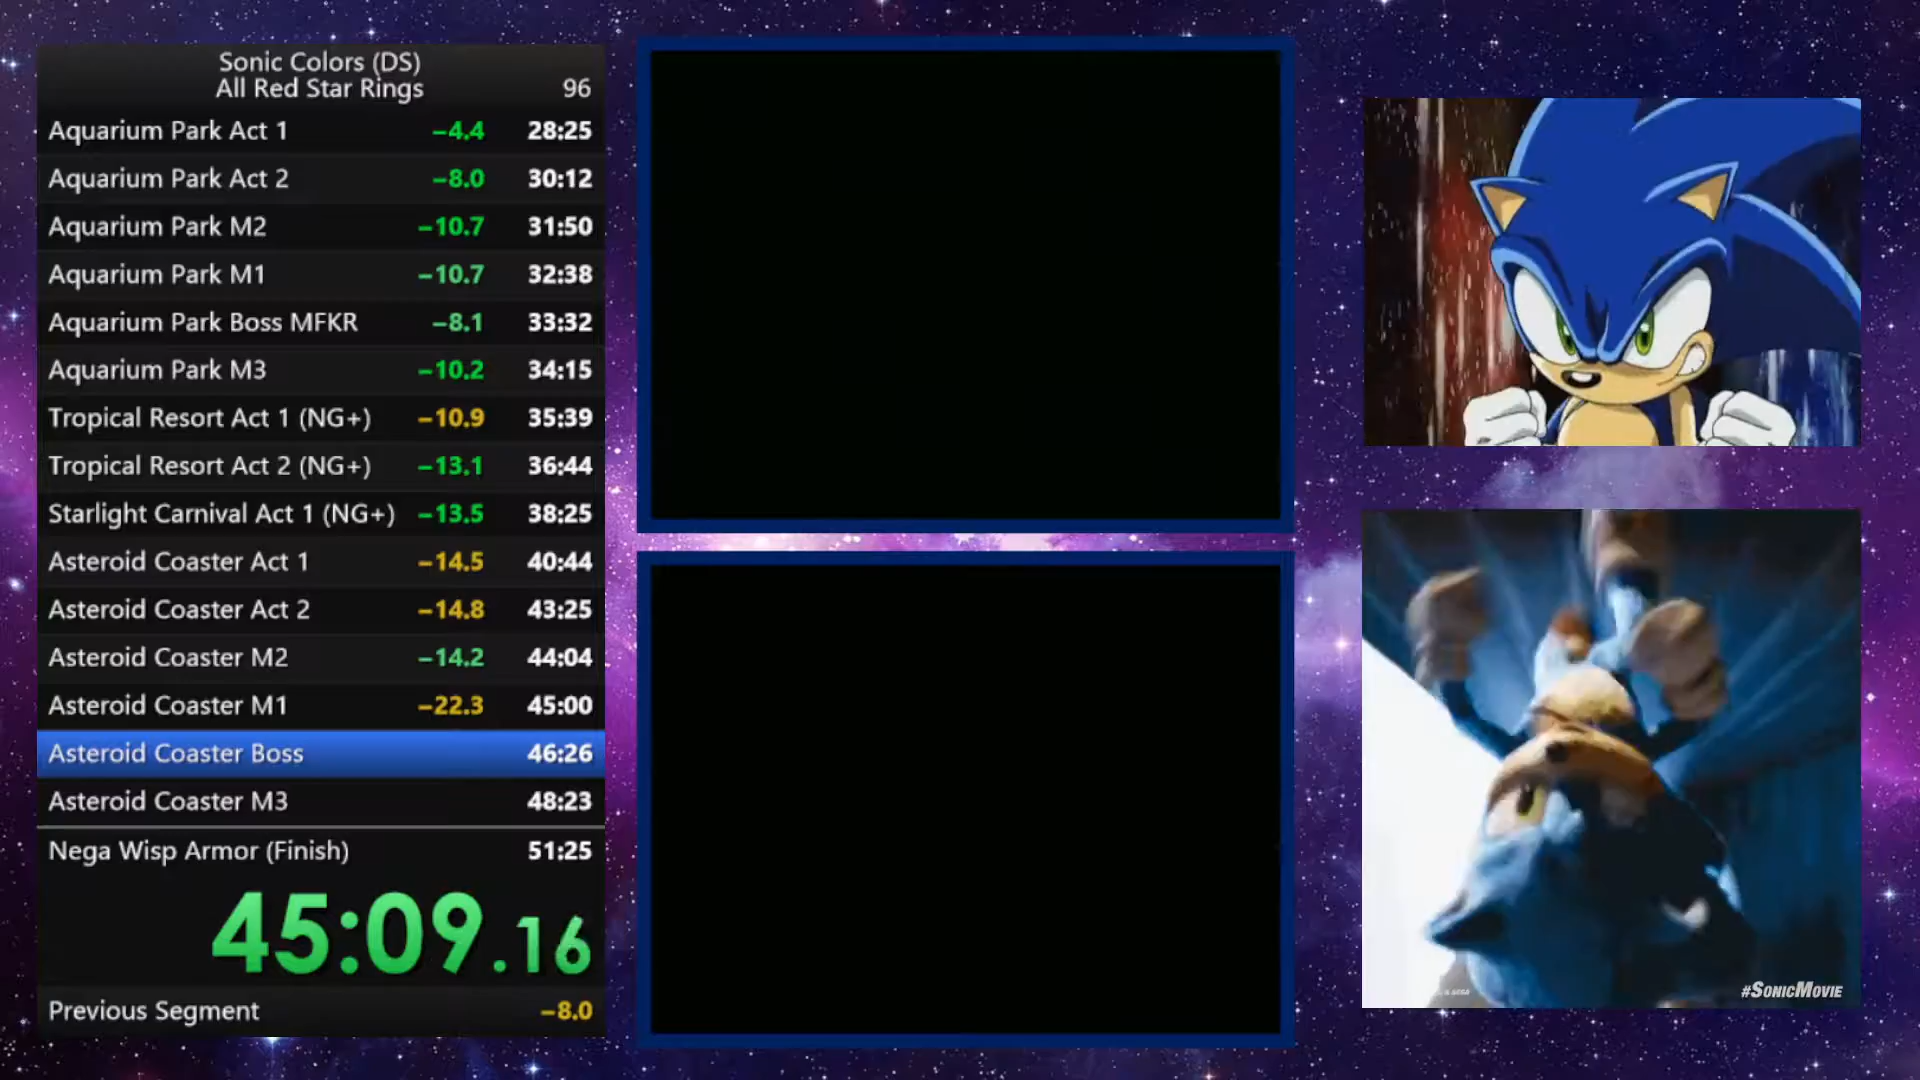 Sonic Colors (DS)
All Red Star Rings 96
Aquarium Park Act 1 −4.4 28:25
Aquarium Park Act 2 −8.0 30:12
Aquarium Park M2 −10.7 31:50
Aquarium Park M1 −10.7 32:38
Aquarium Park Boss MFKR −8.1 33:32
Aquarium Park M3 −10.2 34:15
Tropical Resort Act 1 (NG+) −10.9 35:39
Tropical Resort Act 2 (NG+) −13.1 36:44
Starlight Carnival Act 1 (NG+) −13.5 38:25
Asteroid Coaster Act 1 −14.5 40:44
Asteroid Coaster Act 2 −14.8 43:25
Asteroid Coaster M2 −14.2 44:04
Asteroid Coaster M1 −22.3 45:00
Asteroid Coaster Boss 46:26
Asteroid Coaster M3 48:23
Nega Wisp Armor (Finish) 51:25
45:09.16
Previous Segment −8.0
#SONICMOVIE